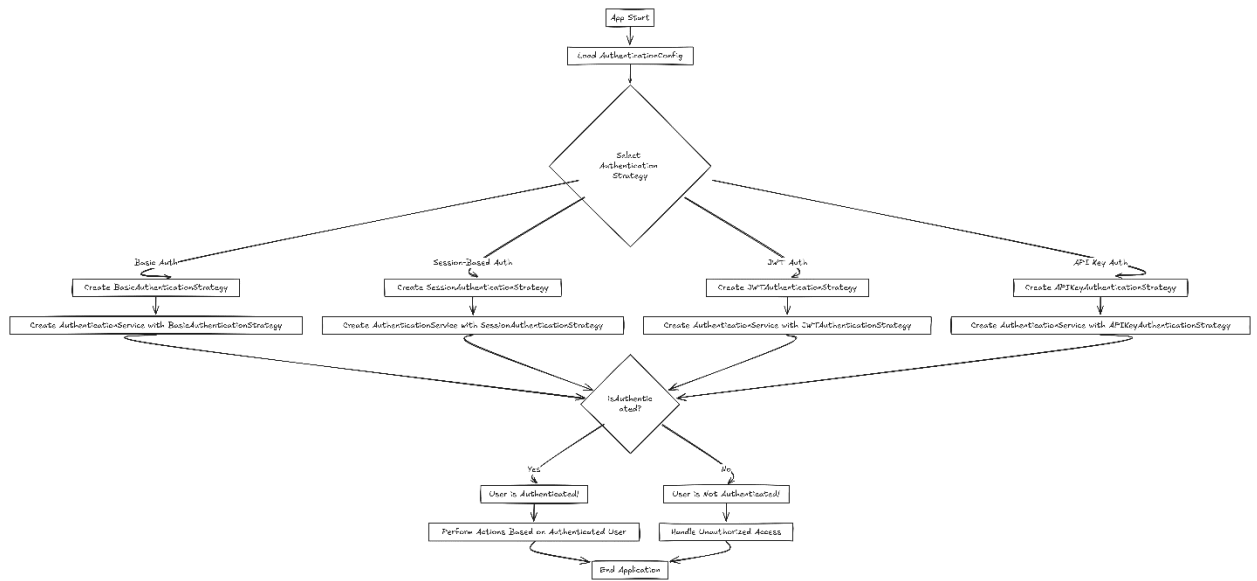 App Start
Load AuthenticationConfig
Select
Authentication
Strategy
Basic Auth
Session-Based Auth
JWT Auth
API Key Auth
Create BasicAuthenticationStrategy
Create SessionAuthenticationStrategy
Create JWTAuthenticationStrategy
Create APIKeyAuthenticationStrategy
Create AuthenticationService with BasicAuthenticationStrategy
Create AuthenticationService with SessionAuthenticationStrategy
Create AuthenticationService with JWTAuthenticationStrategy
Create AuthenticationService with APIKeyAuthenticationStrategy
isAuthentic
ated?
Yes
No
User is Authenticated!
User is Not Authenticated!
Perform Actions Based on Authenticated User
Handle Unauthorized Access
End Application